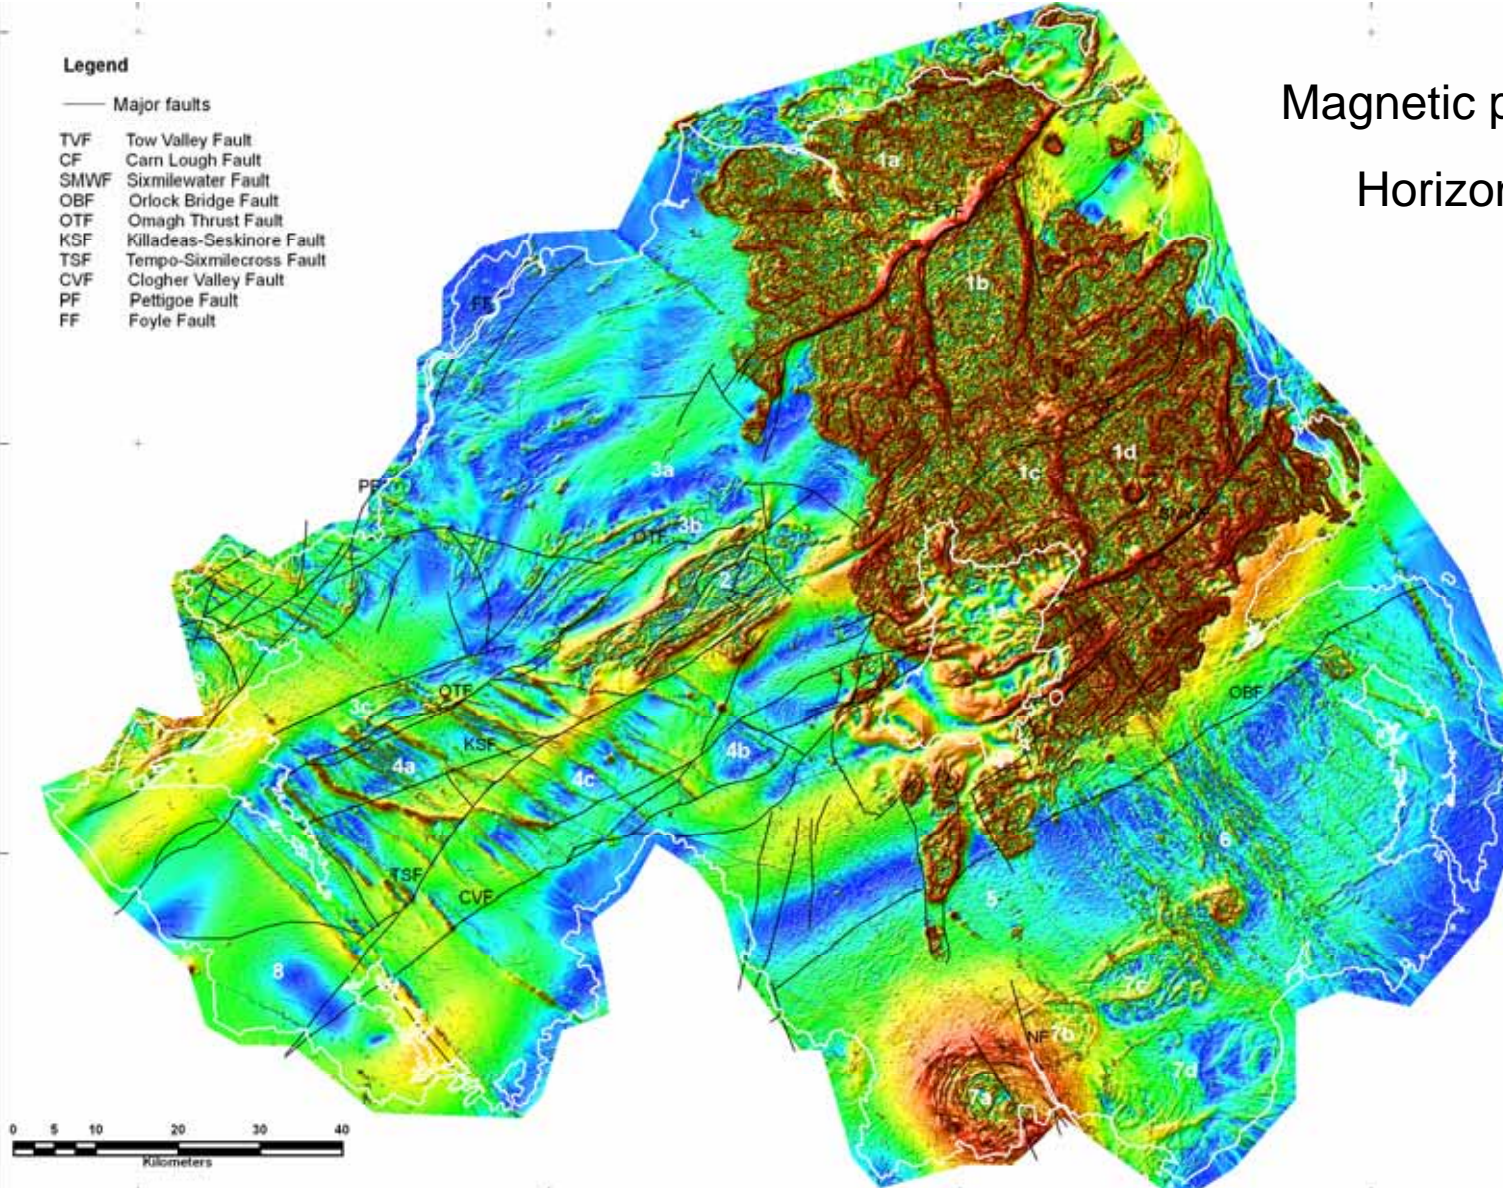 Magnetic p
Horizon
Legend
Major faults
TVF Tow Valley Fault
CF Carn Lough Fault
SMWF Sixmilewater Fault
OBF Orlock Bridge Fault
OTF Omagh Thrust Fault
KSF Killadeas-Seskinore Fault
TSF Tempo-Sixmilecross Fault
CVF Clogher Valley Fault
PF Pettigoe Fault
FF Foyle Fault
1a
1b
FF
3a
1c
1d
PF
3b
OTF
2
9
3c
OTF
OBF
KSF
4a
4c
4b
6
TSF
CVF
5
8
7c
NF
7b
7d
7a
0 5 10 20 30 40
Kilometers